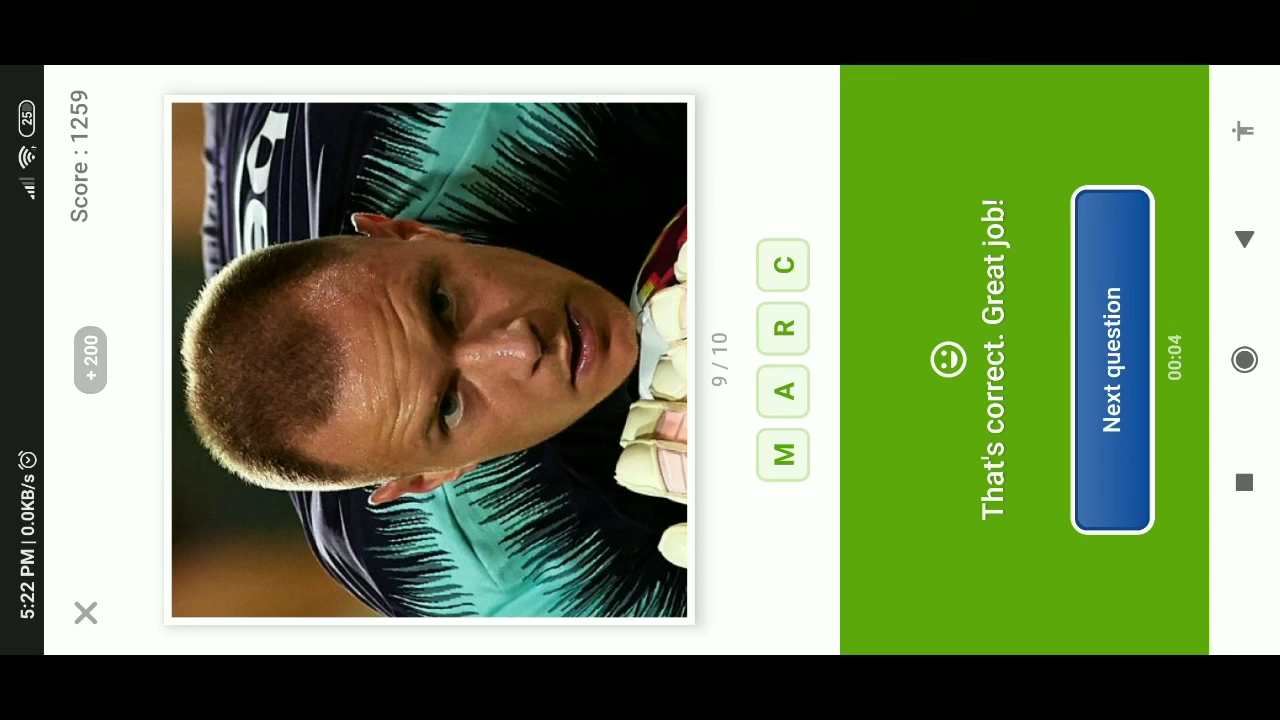 5:22 PM | 0.0KB/s
25
+ 200
Score : 1259
9 / 10
M A R C
That's correct. Great job!
Next question
00:04